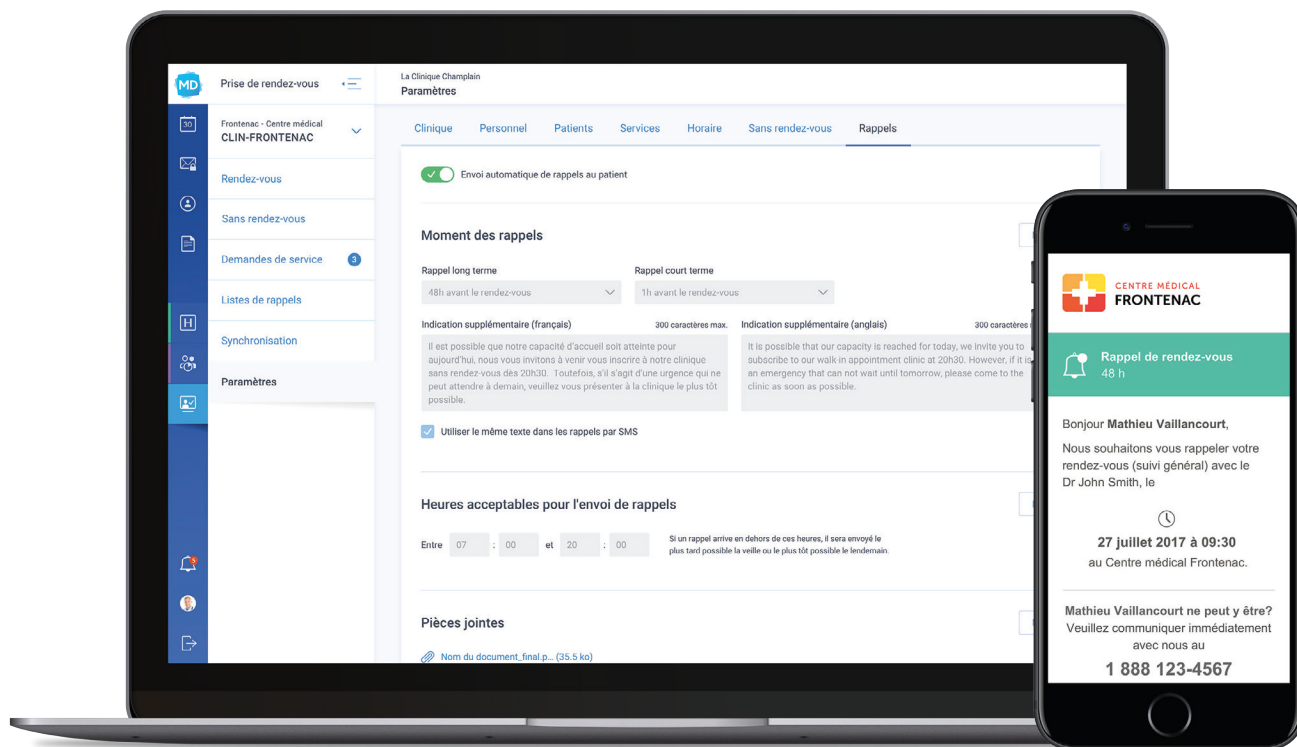 MD
Prise de rendez-vous
La Clinique Champlain
Paramètres
30
Frontenac - Centre médical
CLIN-FRONTENAC
Rendez-vous
Sans rendez-vous
Demandes de service 3
Listes de rappels
Synchronisation
Paramètres
H
5
Clinique Personnel Patients Services Horaire Sans rendez-vous Rappels
Envoi automatique de rappels au patient
Moment des rappels
Rappel long terme Rappel court terme
48h avant le rendez-vous 1h avant le rendez-vous
Indication supplémentaire (français) 300 caractères max. Indication supplémentaire (anglais) 300 caractères
Il est possible que notre capacité d'accueil soit atteinte pour
aujourd'hui, nous vous invitons à venir vous inscrire à notre clinique
sans rendez-vous dès 20h30. Toutefois, s'il s'agit d'une urgence qui ne
peut attendre à demain, veuillez vous présenter à la clinique le plus tôt
possible.
It is possible that our capacity is reached for today, we invite you to
subscribe to our walk-in appointment clinic at 20h30. However, if it is
an emergency that can not wait until tomorrow, please come to the
clinic as soon as possible.
Utiliser le même texte dans les rappels par SMS
Heures acceptables pour l'envoi de rappels
Entre 07 : 00 et 20 : 00
Si un rappel arrive en dehors de ces heures, il sera envoyé le
plus tard possible la veille ou le plus tôt possible le lendemain.
Pièces jointes
Nom du document_final.p... (35.5 ko)
CENTRE MÉDICAL
FRONTENAC
Rappel de rendez-vous
48 h
Bonjour Mathieu Vaillancourt,
Nous souhaitons vous rappeler votre
rendez-vous (suivi général) avec le
Dr John Smith, le
27 juillet 2017 à 09:30
au Centre médical Frontenac.
Mathieu Vaillancourt ne peut y être?
Veuillez communiquer immédiatement
avec nous au
1 888 123-4567